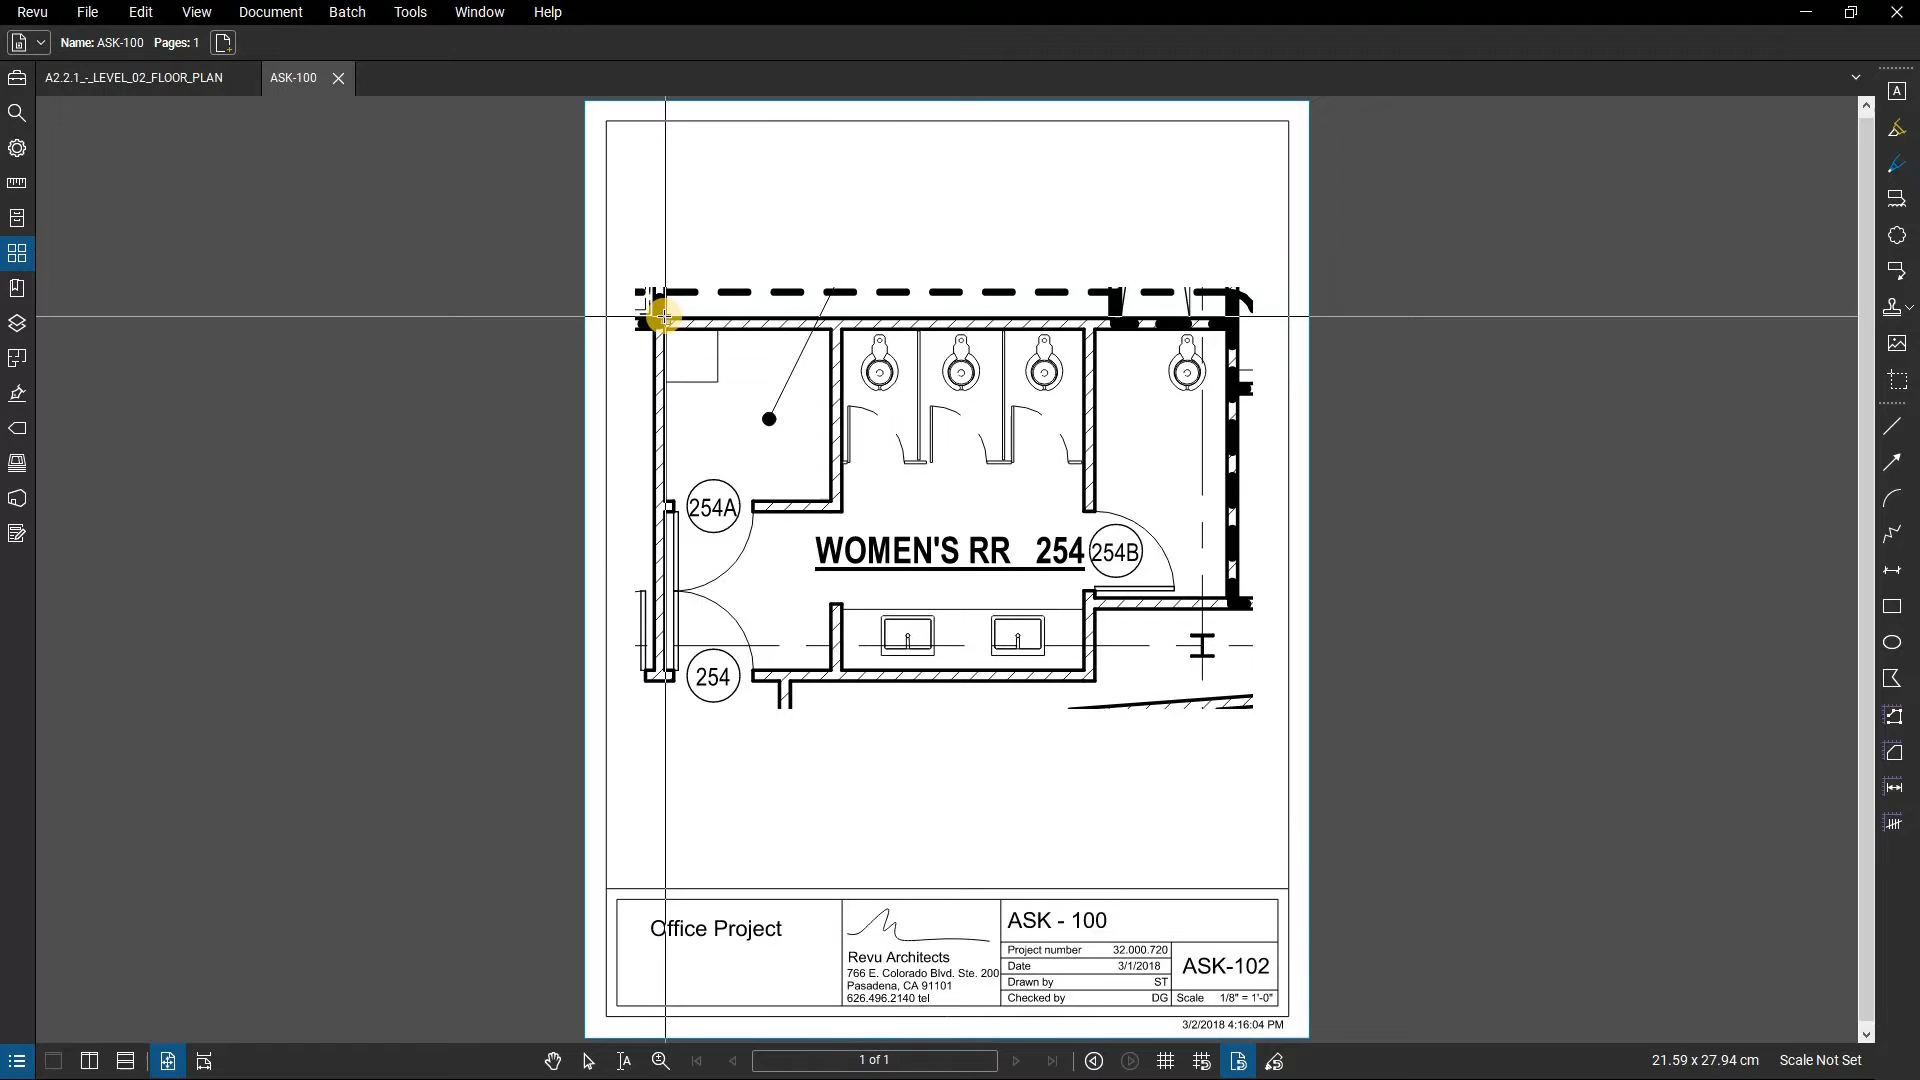 Revu File Edit View Document Batch Tools Window Help
Name: ASK-100 Pages: 1
A2.2.1_-_LEVEL_02_FLOOR_PLAN ASK-100
254A
WOMEN'S RR 254 254B
254
Office Project
Revu Architects
766 E. Colorado Blvd. Ste. 200
Pasadena, CA 91101
626.496.2140 tel
ASK - 100
Project number 32.000.720
Date 3/1/2018
Drawn by ST
Checked by DG
ASK-102
Scale 1/8" = 1'-0"
3/2/2018 4:16:04 PM
1 of 1
21.59 x 27.94 cm Scale Not Set